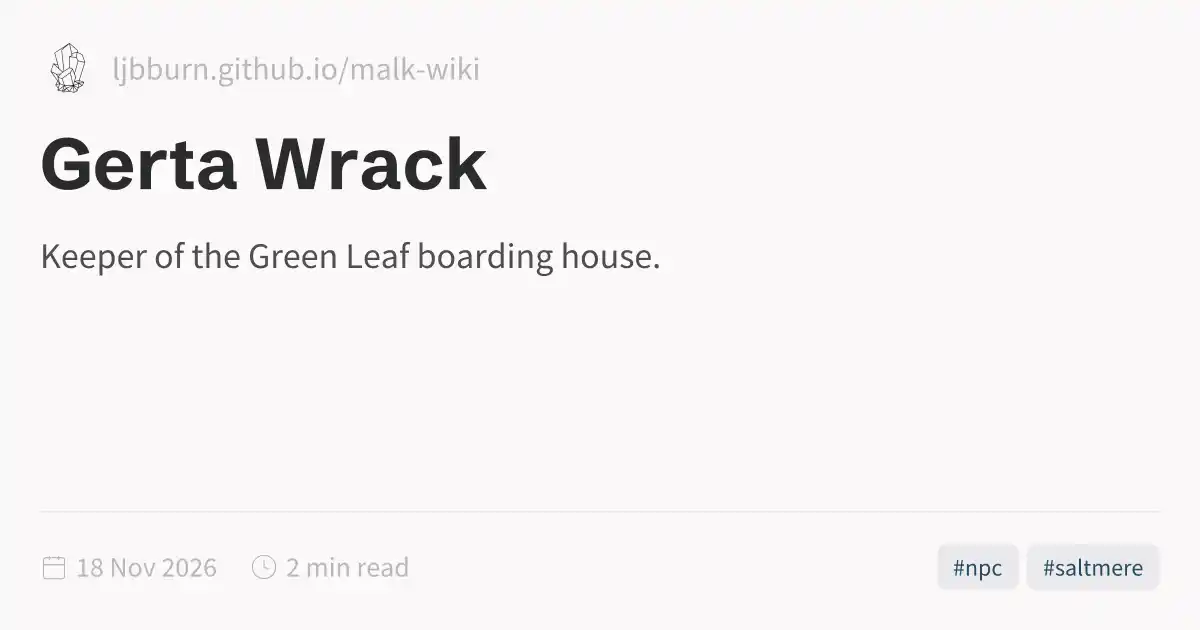 ljbburn.github.io/malk-wiki
Gerta Wrack
Keeper of the Green Leaf boarding house.
18 Nov 2026 2 min read #npc #saltmere